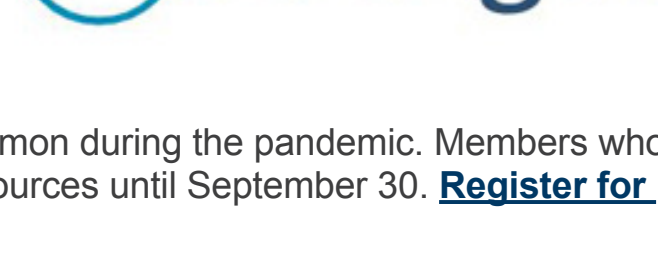 mon during the pandemic. Members who
ources until September 30. Register for